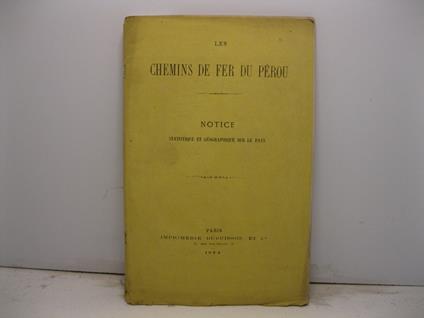 LES
CHEMINS DE FER DU PÉROU
NOTICE
STATISTIQUE ET GÉOGRAPHIQUE SUR LE PAYS
PARIS
IMPRIMERIE DUBUISSON ET Cie